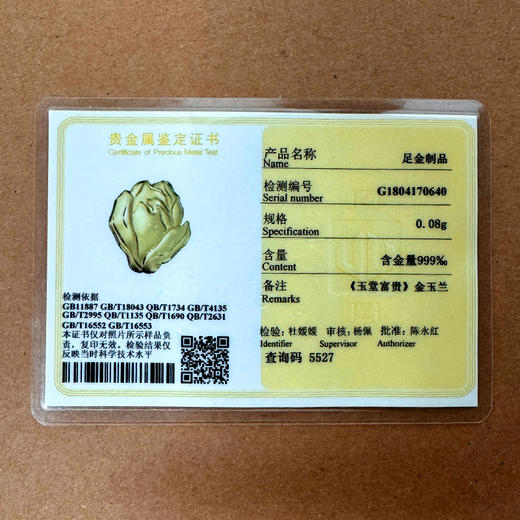 贵金属鉴定证书
Certificate of Precious Metal Test
检测依据
GB11887 GB/T18043 QB/T1734 GB/T4135
GB/T2995 QB/T1135 QB/T1690 QB/T2631
GB/T16552 GB/T16553
本证书仅对照片所示样品负
责，复印无效。检验结果仅
反映当时科学技术水平
产品名称 足金制品
Name
检测编号 G1804170640
Serial number
规格 0.08g
Specification
含量 含金量999‰
Content
备注 《玉堂富贵》金玉兰
Remarks
检验：杜媛媛 审核：杨佩 批准：陈永红
Identifier Supervisor Authorizer
查询码 5527